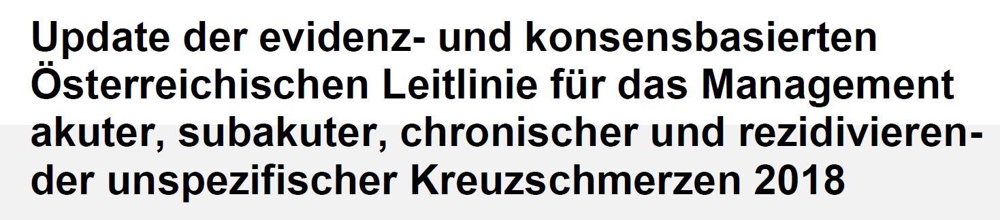 Update der evidenz- und konsensbasierten
Österreichischen Leitlinie für das Management
akuter, subakuter, chronischer und rezidivieren-
der unspezifischer Kreuzschmerzen 2018